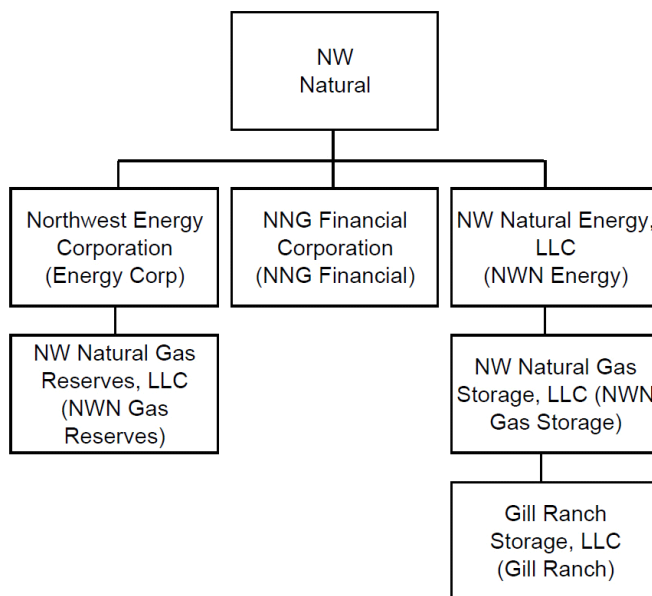 NW
Natural
Northwest Energy
Corporation
(Energy Corp)
NNG Financial
Corporation
(NNG Financial)
NW Natural Energy,
LLC
(NWN Energy)
NW Natural Gas
Reserves, LLC
(NWN Gas
Reserves)
NW Natural Gas
Storage, LLC (NWN
Gas Storage)
Gill Ranch
Storage, LLC
(Gill Ranch)